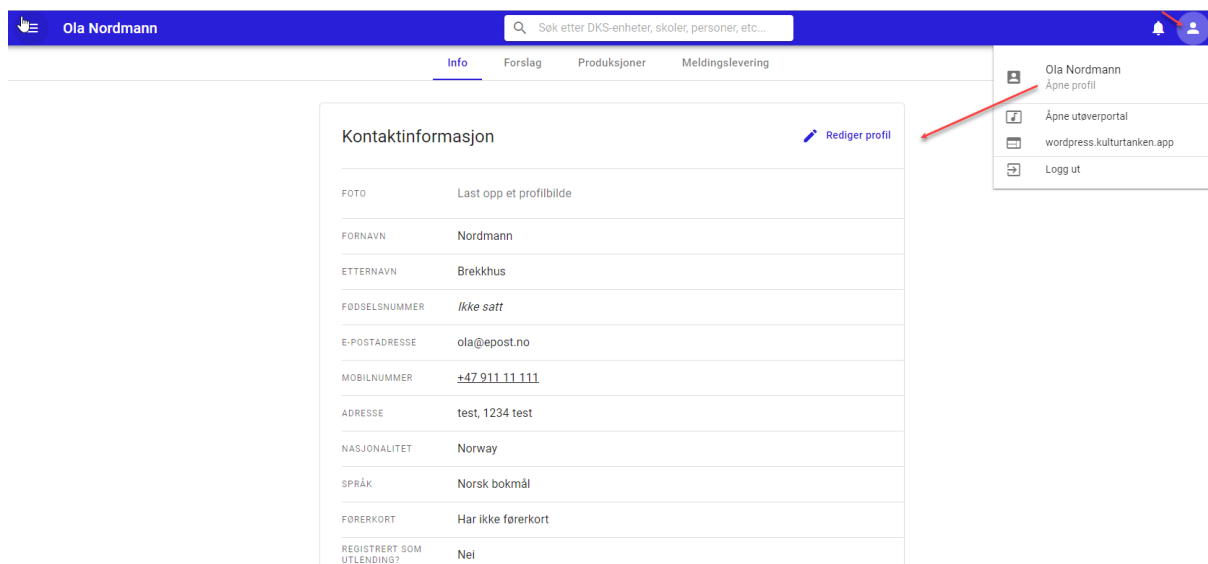 Ola Nordmann
Søk etter DKS-enheter, skoler, personer, etc...
Info Forslag Produksjoner Meldingslevering
Ola Nordmann
Åpne profil
Åpne utøverportal
wordpress.kulturtanken.app
Logg ut
Kontaktinformasjon
Rediger profil
FOTO Last opp et profilbilde
FORNAVN Nordmann
ETTERNAVN Brekkhus
FØDSELSNUMMER Ikke satt
E-POSTADRESSE ola@epost.no
MOBILNUMMER +47 911 11 111
ADRESSE test, 1234 test
NASJONALITET Norway
SPRÅK Norsk bokmål
FØRERKORT Har ikke førerkort
REGISTRERT SOM
UTLENDING? Nei